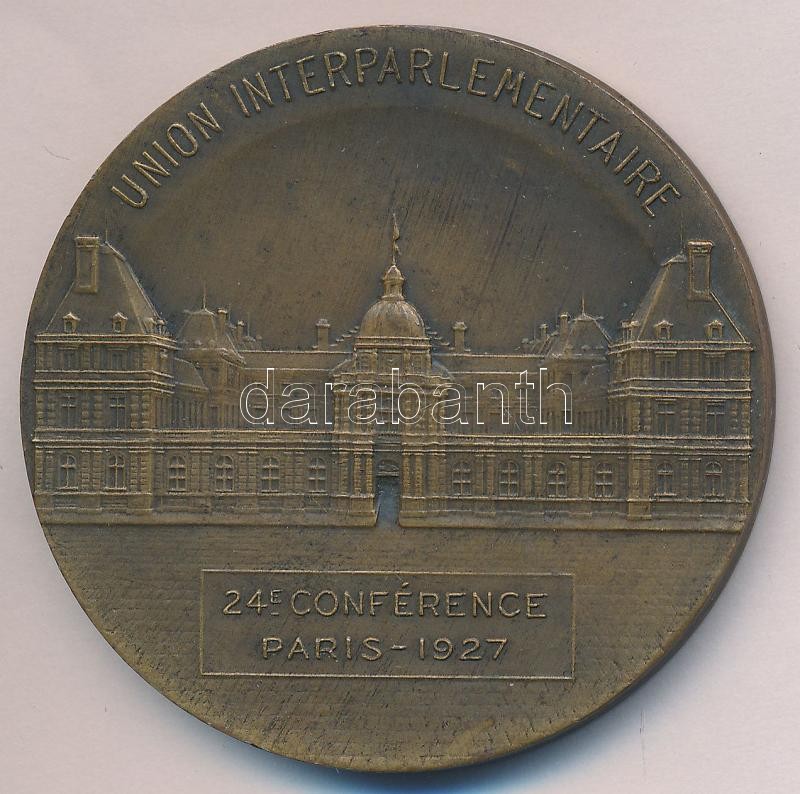 UNION INTERPARLEMENTAIRE
darabanth
24E CONFÉRENCE
PARIS - 1927